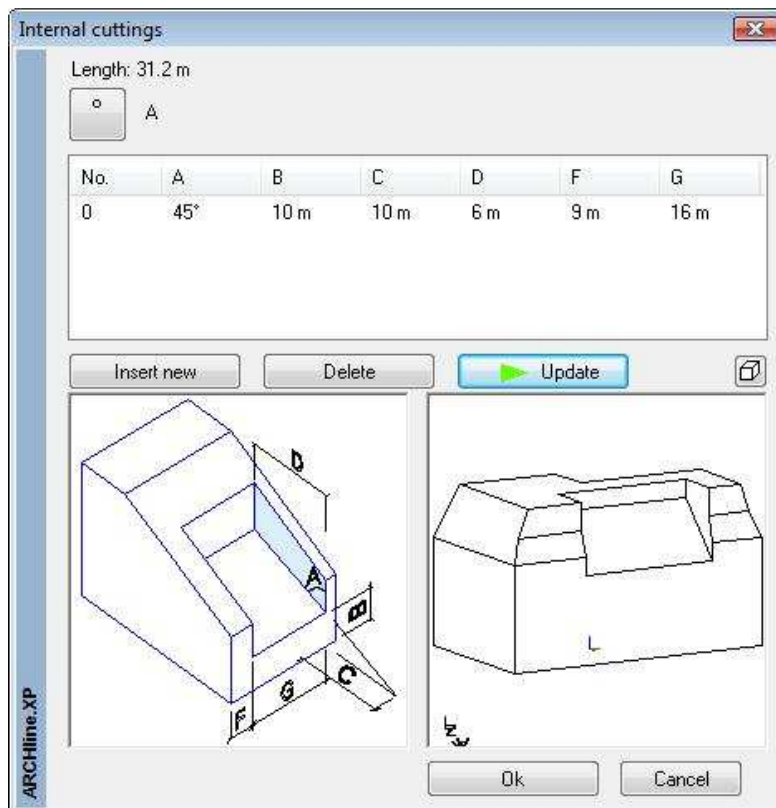 Internal cuttings
Length: 31.2 m
A
No. A B C D F G
0 45° 10 m 10 m 6 m 9 m 16 m
Insert new Delete Update
D
A
B
C
G
F
ARCHline.XP
Ok Cancel